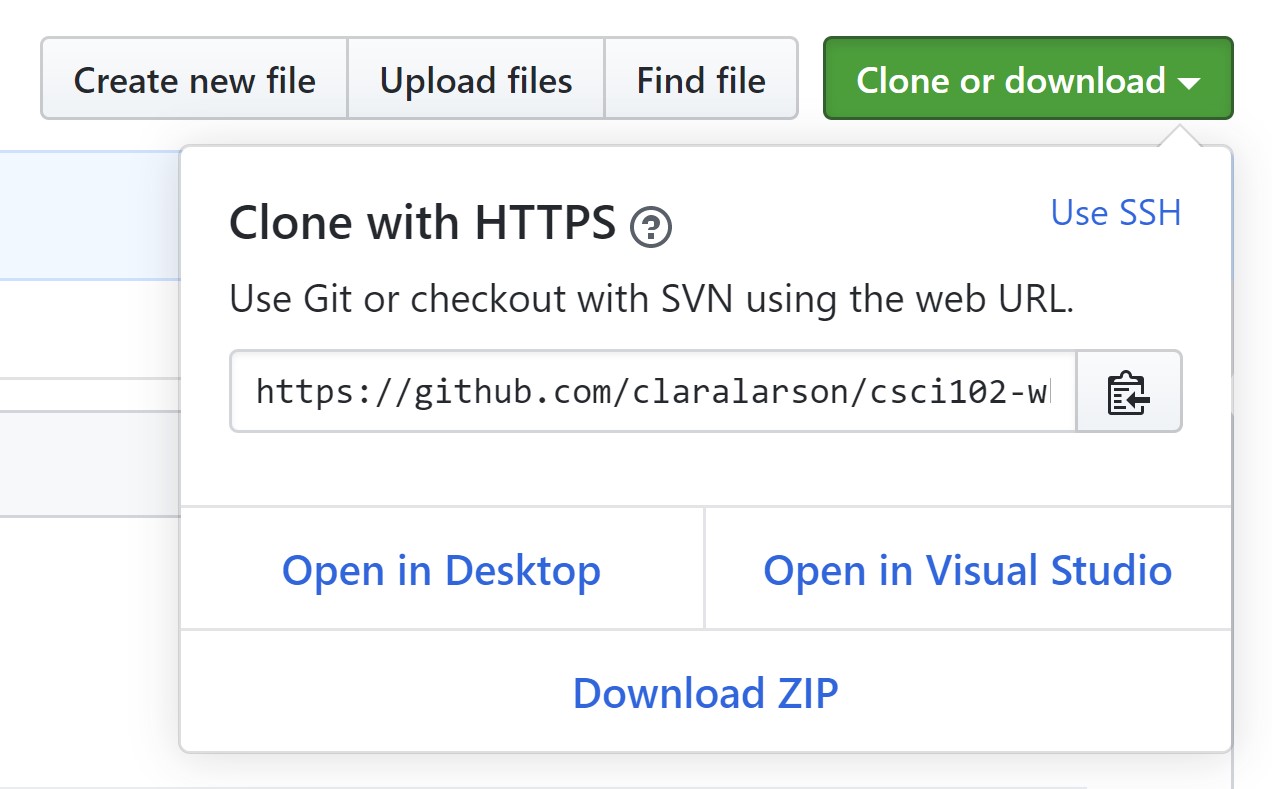 Create new file Upload files Find file Clone or download
Clone with HTTPS ?
Use SSH
Use Git or checkout with SVN using the web URL.
https://github.com/claralarson/csci102-w
Open in Desktop Open in Visual Studio
Download ZIP